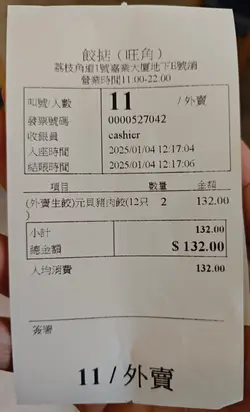 餃捷（旺角）
荔枝角道1號嘉業大廈地下E號鋪
營業時間11:00-22:00
叫號/人數 11 /外賣
發票號碼 0000527042
收銀員 cashier
入座時間 2025/01/04 12:17:04
結賬時間 2025/01/04 12:17:06
項目 數量 金額
(外賣生餃)元貝豬肉餃(12只 2 132.00
)
小計 132.00
總金額 $ 132.00
人均消費 132.00
簽署
11 / 外賣